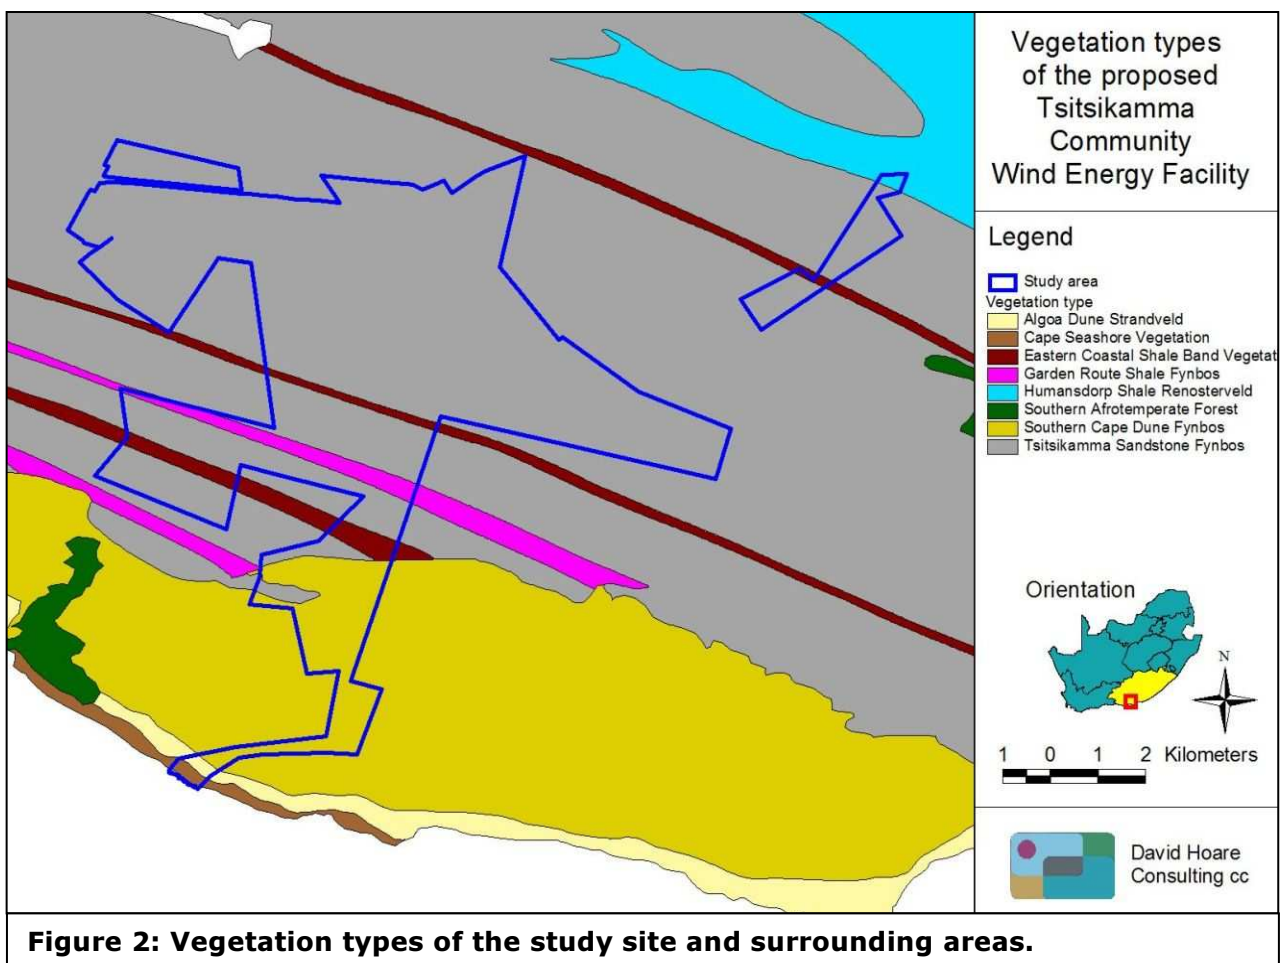 Vegetation types
of the proposed
Tsitsikamma
Community
Wind Energy Facility
Legend
Study area
Vegetation type
Algoa Dune Strandveld
Cape Seashore Vegetation
Eastern Coastal Shale Band Vegetat
Garden Route Shale Fynbos
Humansdorp Shale Renosterveld
Southern Afrotemperate Forest
Southern Cape Dune Fynbos
Tsitsikamma Sandstone Fynbos
Orientation
N
1 0 1 2 Kilometers
David Hoare
Consulting cc
Figure 2: Vegetation types of the study site and surrounding areas.